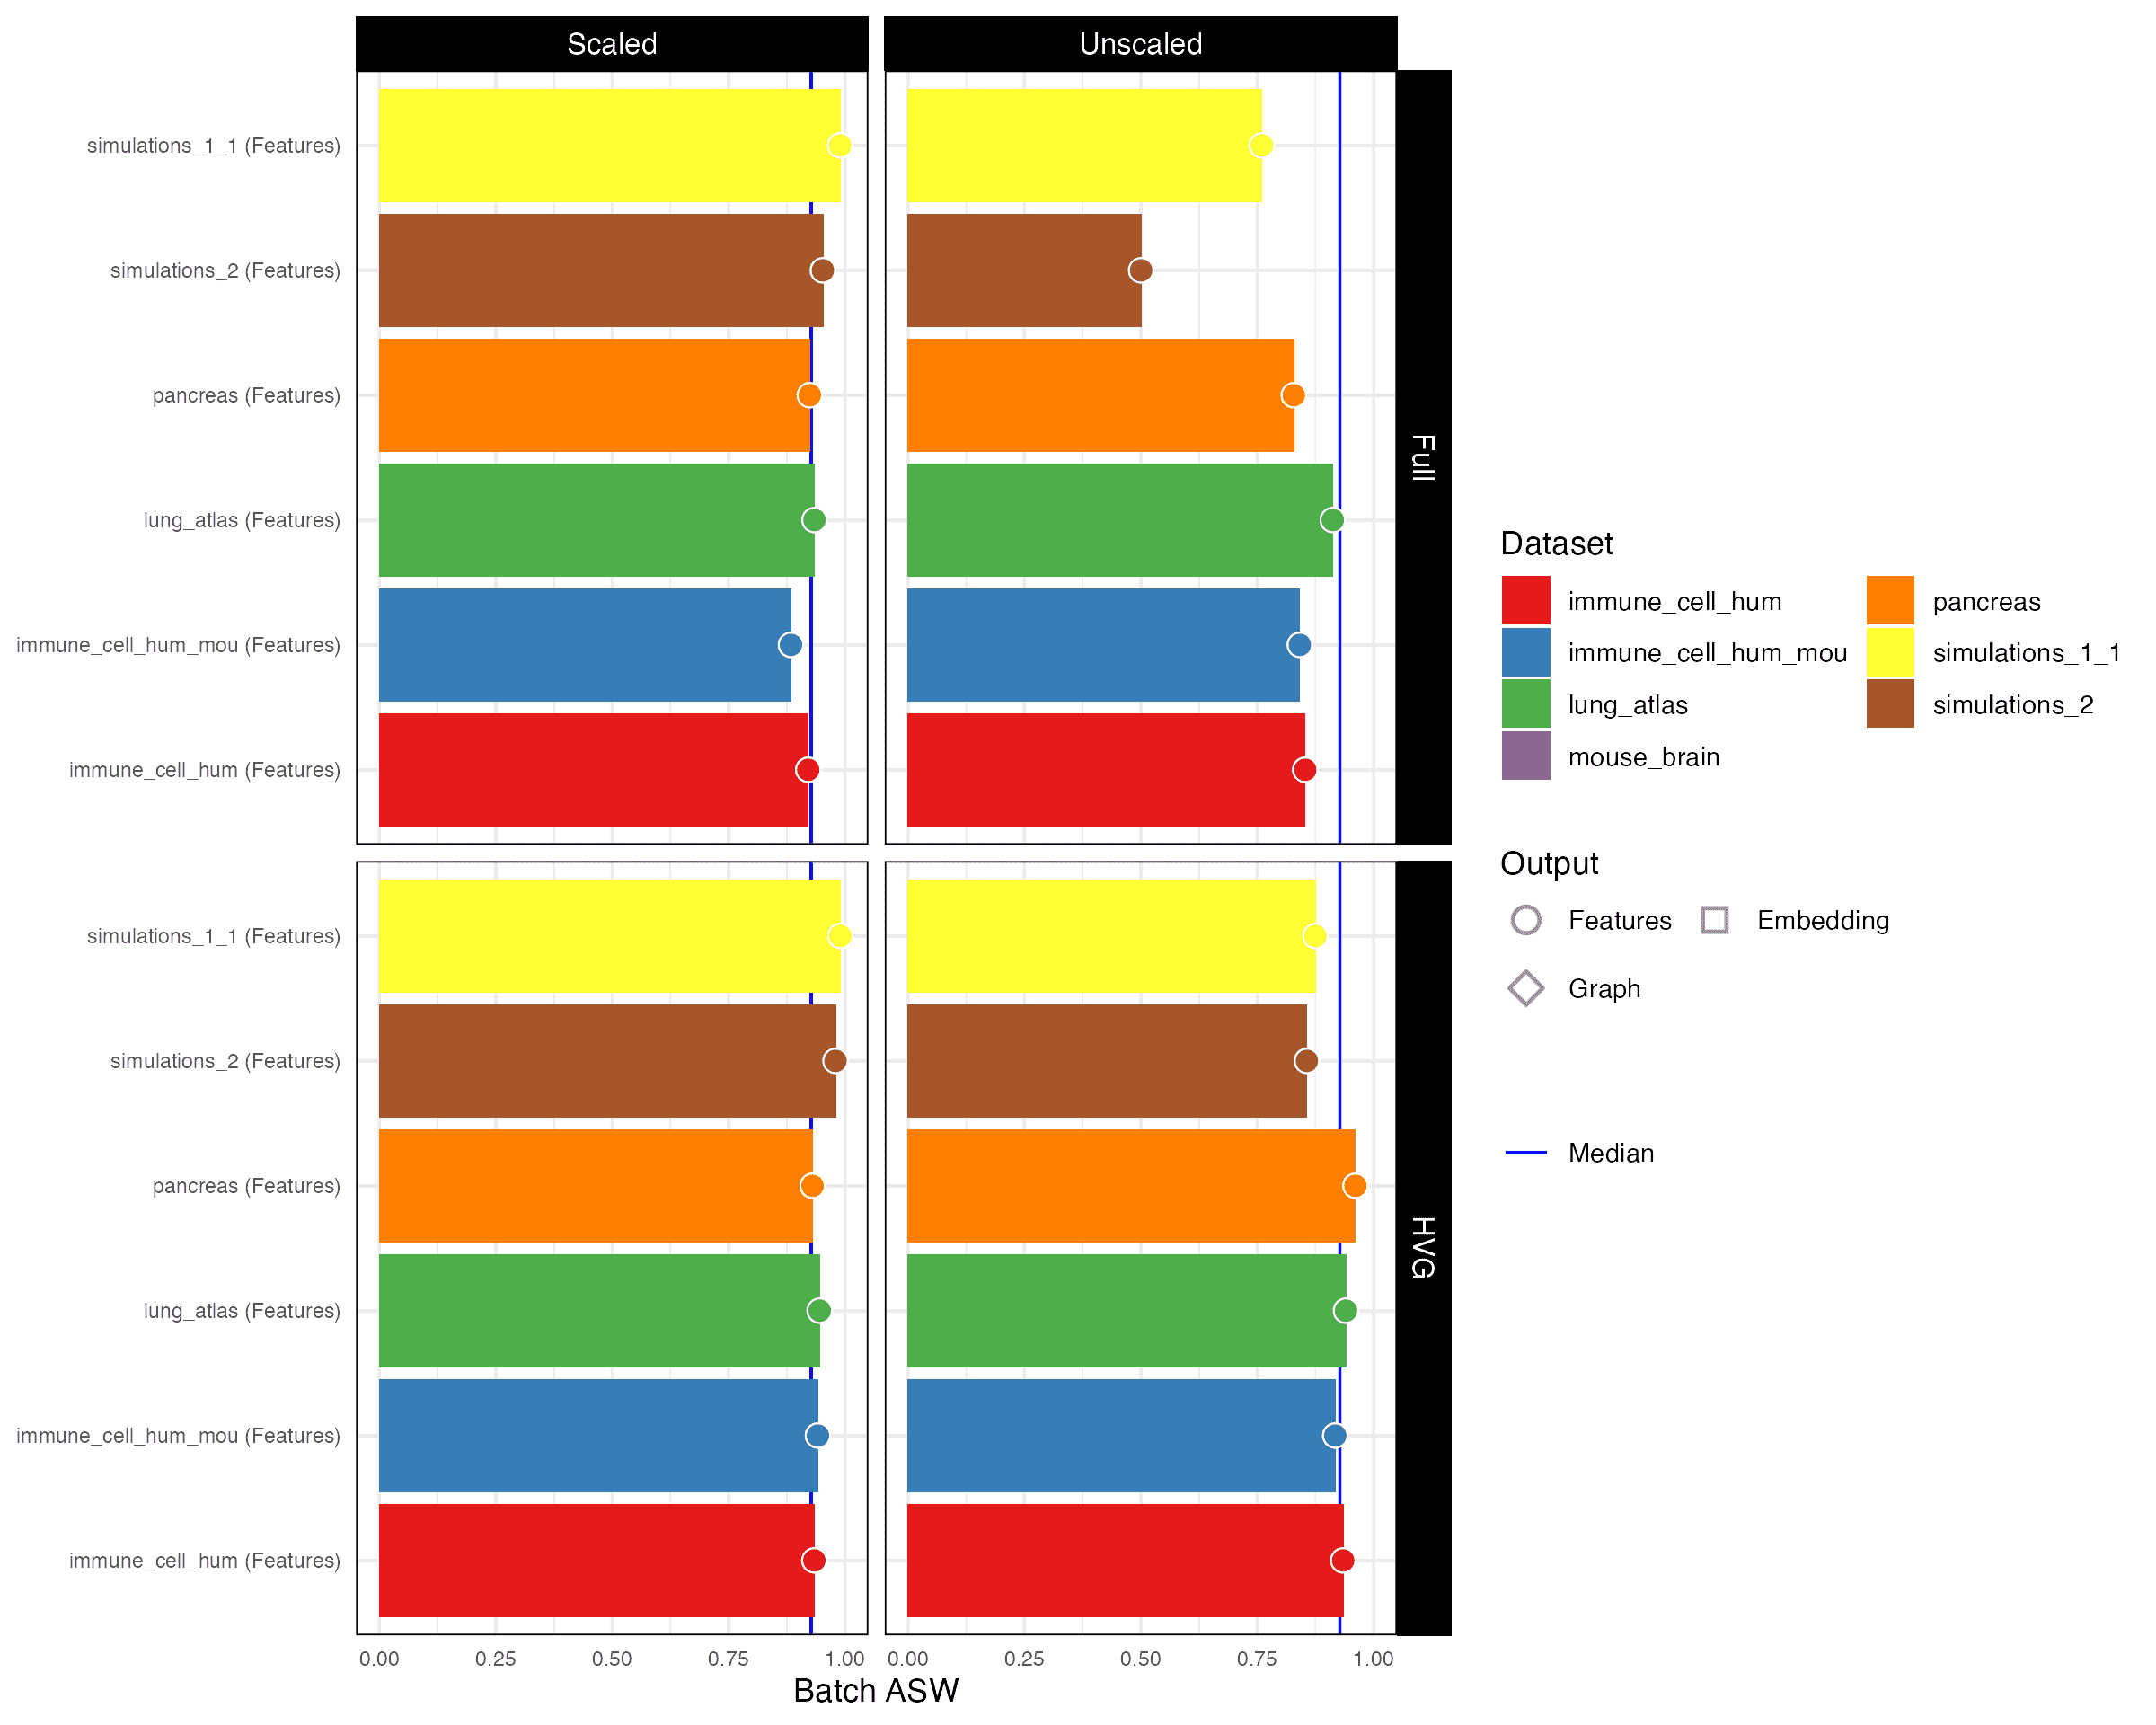 Scaled
Unscaled
simulations_1_1 (Features)
simulations_2 (Features)
pancreas (Features)
lung_atlas (Features)
immune_cell_hum_mou (Features)
immune_cell_hum (Features)
Full
simulations_1_1 (Features)
simulations_2 (Features)
pancreas (Features)
lung_atlas (Features)
immune_cell_hum_mou (Features)
immune_cell_hum (Features)
HVG
0.00 0.25 0.50 0.75 1.00
0.00 0.25 0.50 0.75 1.00
Batch ASW
Dataset
immune_cell_hum
immune_cell_hum_mou
lung_atlas
mouse_brain
pancreas
simulations_1_1
simulations_2
Output
Features
Embedding
Graph
Median